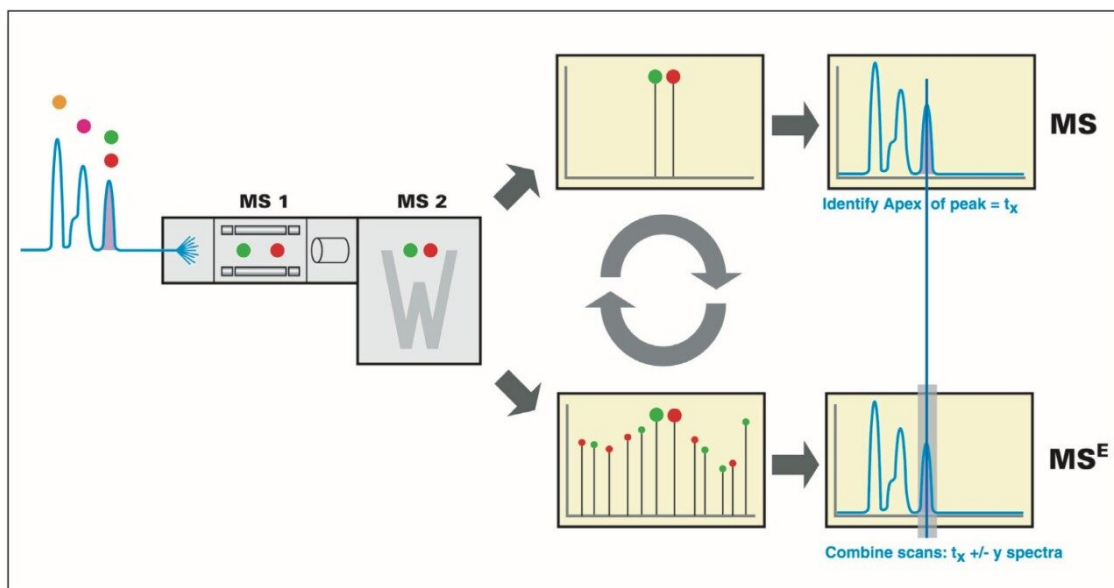 MS 1
MS 2
W
Identify Apex of peak = tx
MS
Combine scans: tx +/- y spectra
MSE